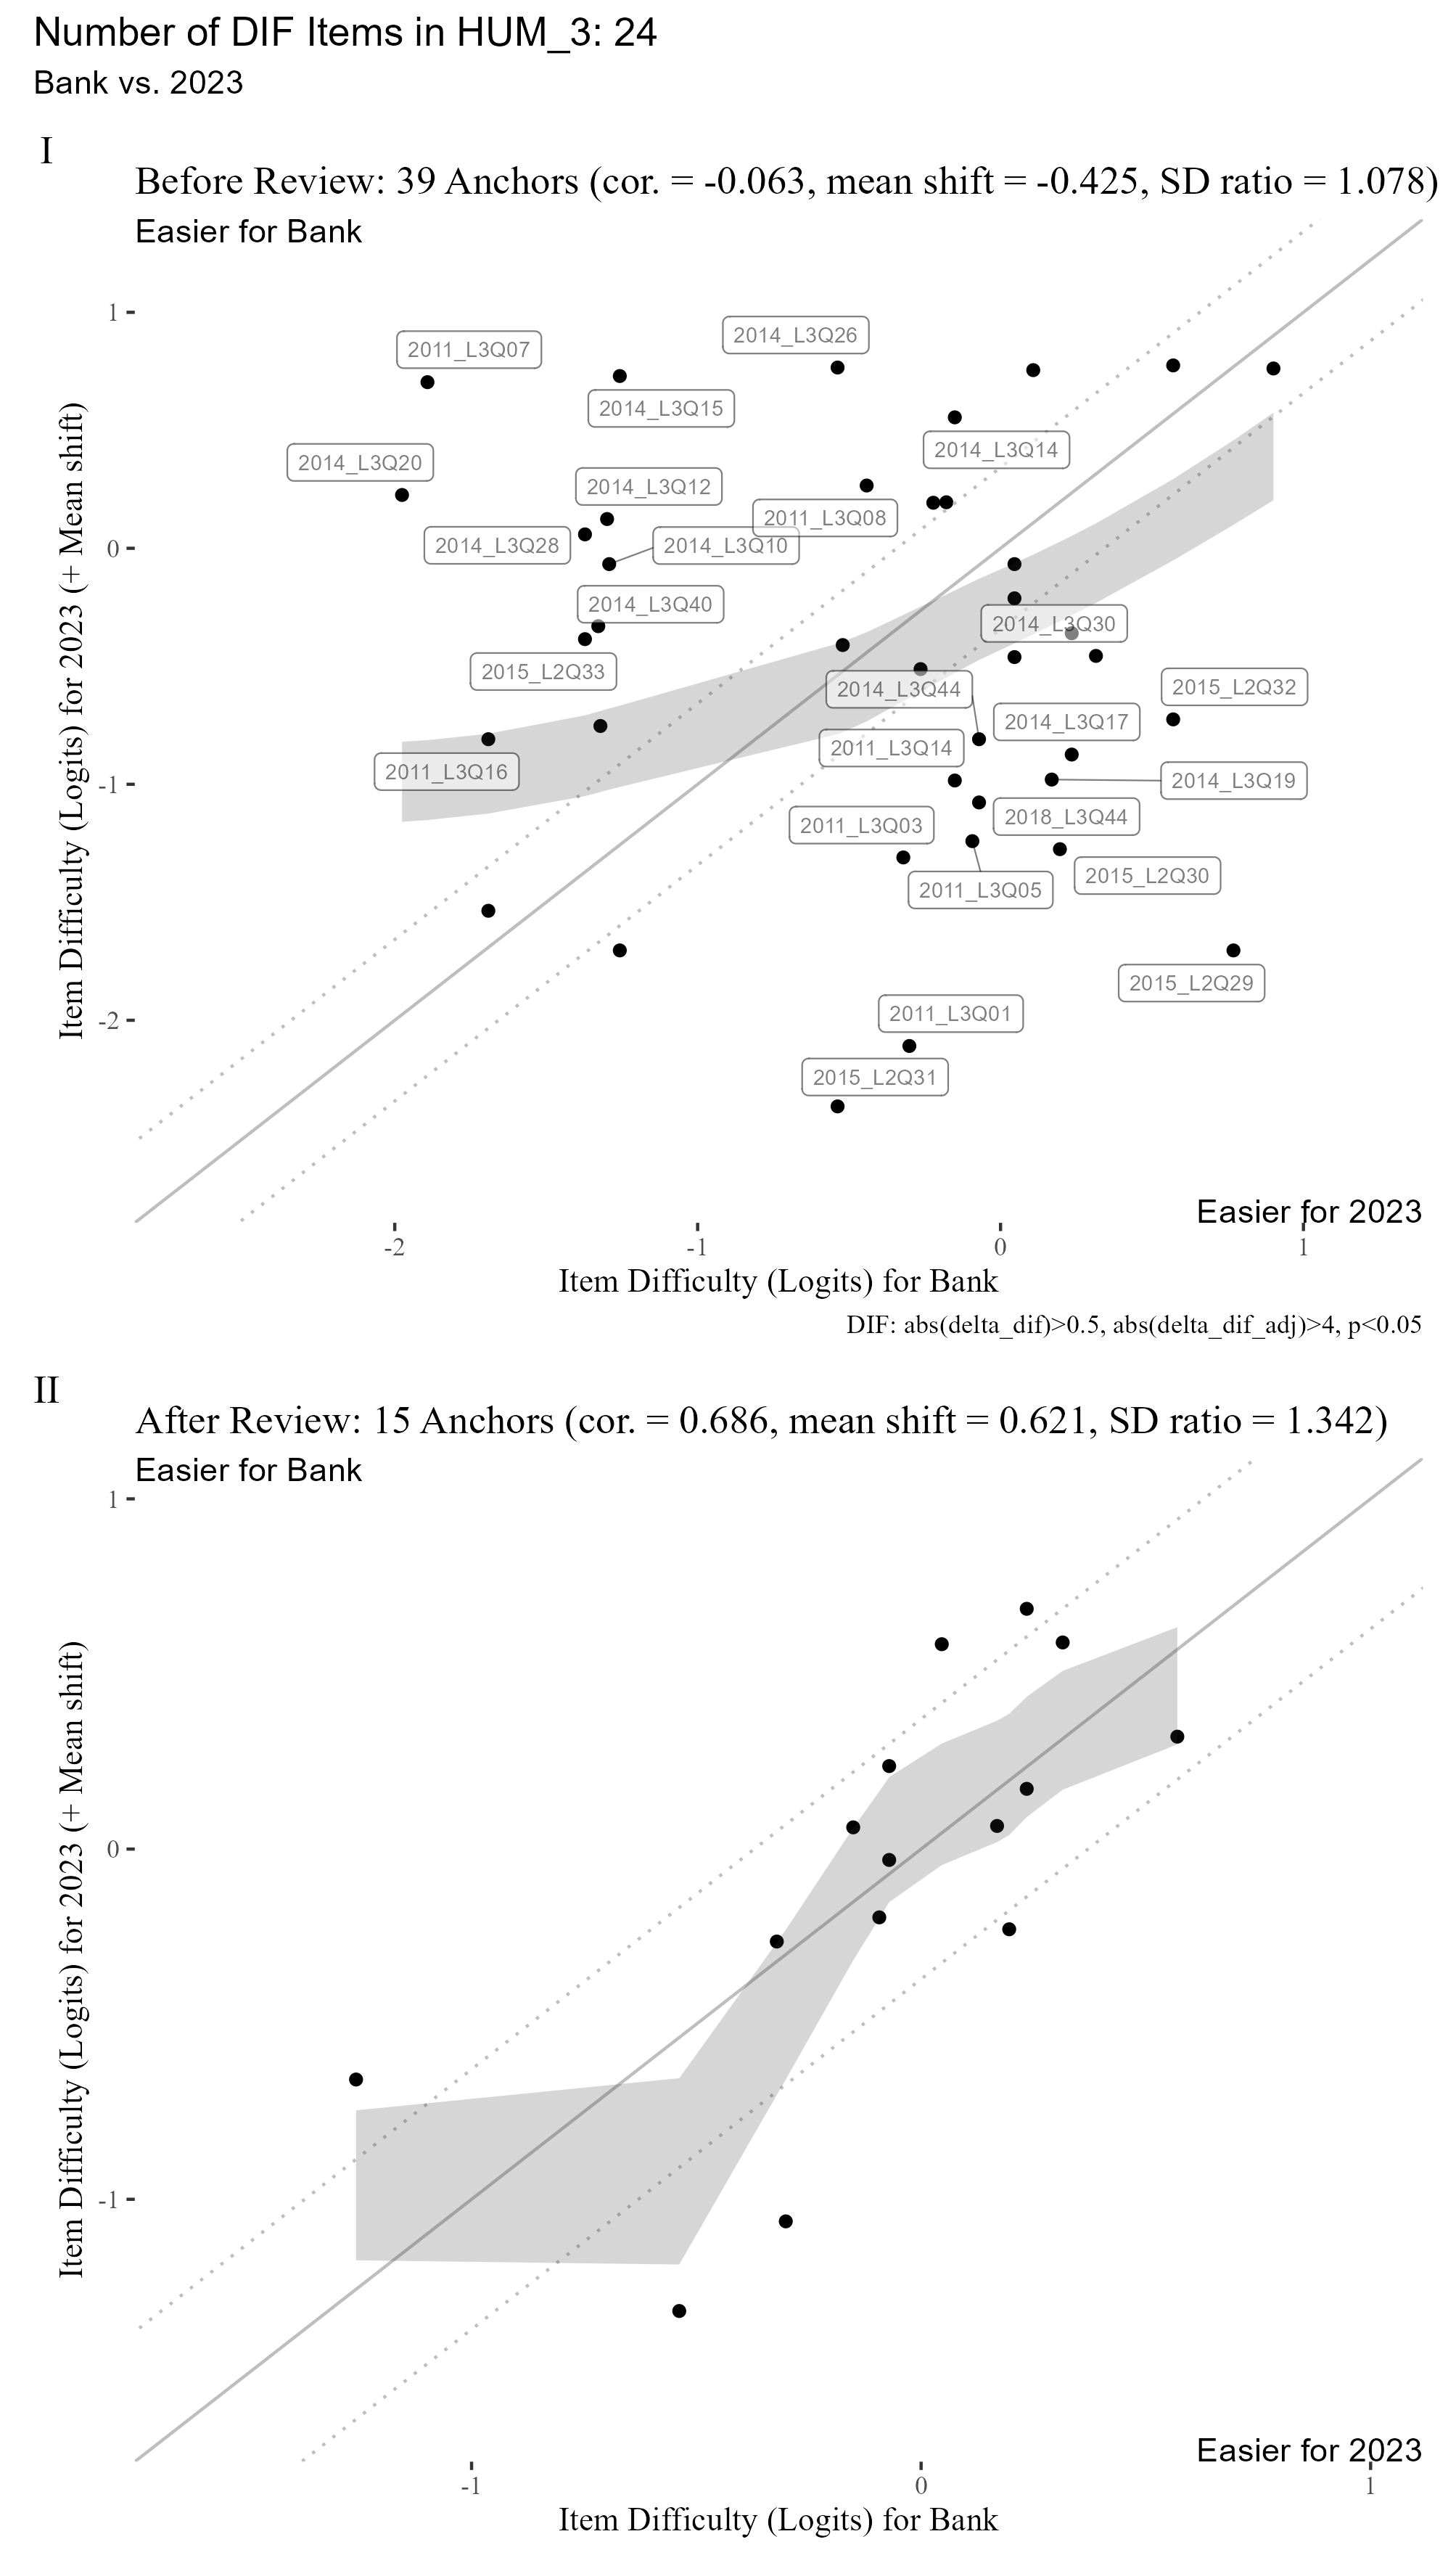 Number of DIF Items in HUM_3: 24
Bank vs. 2023
I
Before Review: 39 Anchors (cor. = -0.063, mean shift = -0.425, SD ratio = 1.078)
Easier for Bank
1
0
-1
-2
Item Difficulty (Logits) for 2023 (+ Mean shift)
2014_L3Q26
2011_L3Q07
2014_L3Q15
2014_L3Q14
2014_L3Q20
2014_L3Q12
2011_L3Q08
2014_L3Q28
2014_L3Q10
2014_L3Q40
2014_L3Q30
2015_L2Q33
2014_L3Q44
2015_L2Q32
2014_L3Q17
2011_L3Q14
2011_L3Q16
2014_L3Q19
2018_L3Q44
2011_L3Q03
2015_L2Q30
2011_L3Q05
2015_L2Q29
2011_L3Q01
2015_L2Q31
Easier for 2023
-2
-1
0
1
Item Difficulty (Logits) for Bank
DIF: abs(delta_dif)>0.5, abs(delta_dif_adj)>4, p<0.05
II
After Review: 15 Anchors (cor. = 0.686, mean shift = 0.621, SD ratio = 1.342)
Easier for Bank
1
0
-1
Item Difficulty (Logits) for 2023 (+ Mean shift)
Easier for 2023
-1
0
1
Item Difficulty (Logits) for Bank